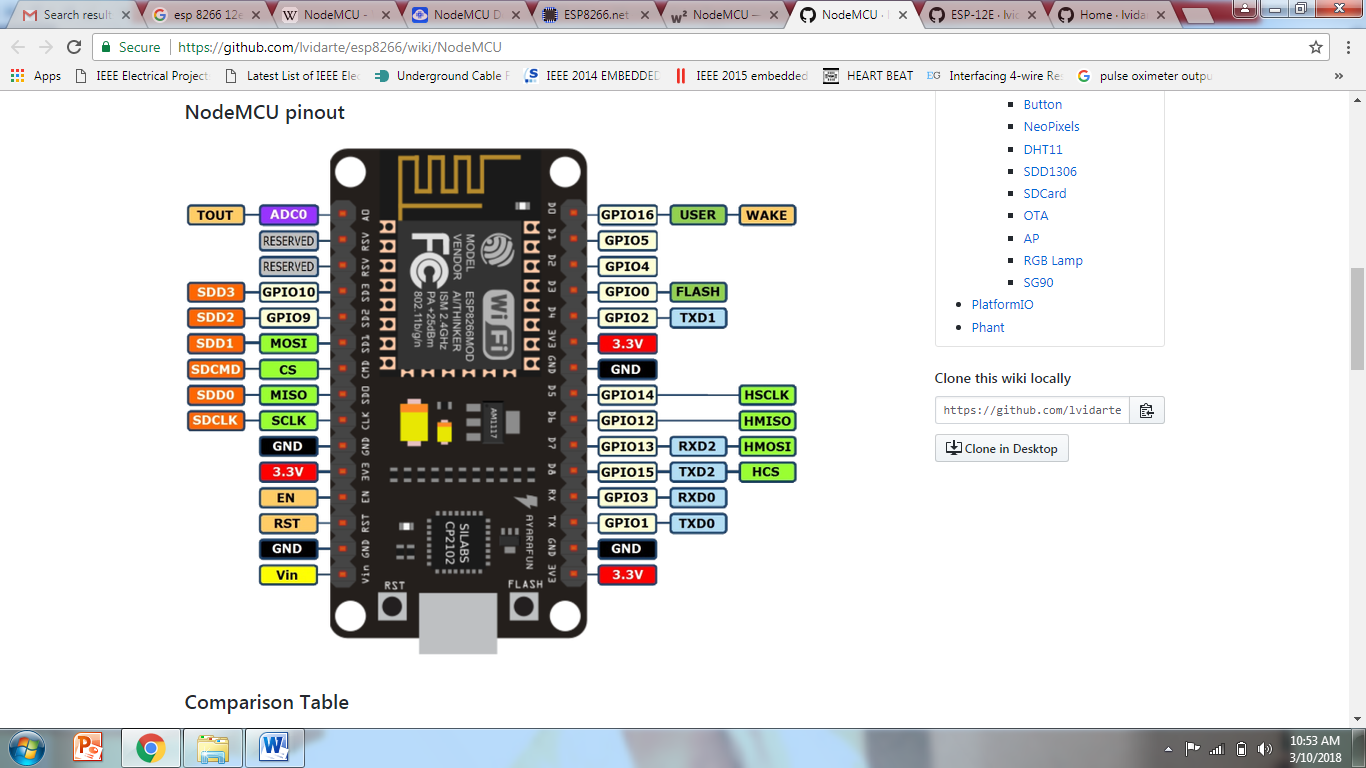 Search result
esp 8266 12e
NodeMCU -
NodeMCU D
ESP8266.net
NodeMCU —
NodeMCU ·
ESP-12E · lvid
Home · lvida
Secure
https://github.com/lvidarte/esp8266/wiki/NodeMCU
Apps
IEEE Electrical Project
Latest List of IEEE Ele
Underground Cable F
IEEE 2014 EMBEDDED
IEEE 2015 embedded
HEART BEAT
EG
Interfacing 4-wire Re
pulse oximeter outpu
»
NodeMCU pinout
TOUT ADC0
RESERVED
RESERVED
SDD3 GPIO10
SDD2 GPIO9
SDD1 MOSI
SDCMD CS
SDD0 MISO
SDCLK SCLK
GND
3.3V
EN
RST
GND
Vin
A0
RSV
RSV
SD3
SD2
SD1
CMD
SD0
CLK
GND
3V3
EN
RST
GND
Vin
MODEL ESP8266MOD
VENDOR AI/THINKER
ISM 2.4GHz
PA +25dBm
802.11b/g/n
FC
WiFi
AM1117
SILABS
CP2102
AYARAFUN
RST
FLASH
D0
D1
D2
D3
D4
3V3
GND
D5
D6
D7
D8
RX
TX
GND
3V3
GPIO16 USER WAKE
GPIO5
GPIO4
GPIO0 FLASH
GPIO2 TXD1
3.3V
GND
GPIO14 HSCLK
GPIO12 HMISO
GPIO13 RXD2 HMOSI
GPIO15 TXD2 HCS
GPIO3 RXD0
GPIO1 TXD0
GND
3.3V
Comparison Table
Button
NeoPixels
DHT11
SDD1306
SDCard
OTA
AP
RGB Lamp
SG90
PlatformIO
Phant
Clone this wiki locally
https://github.com/lvidarte
Clone in Desktop
10:53 AM
3/10/2018